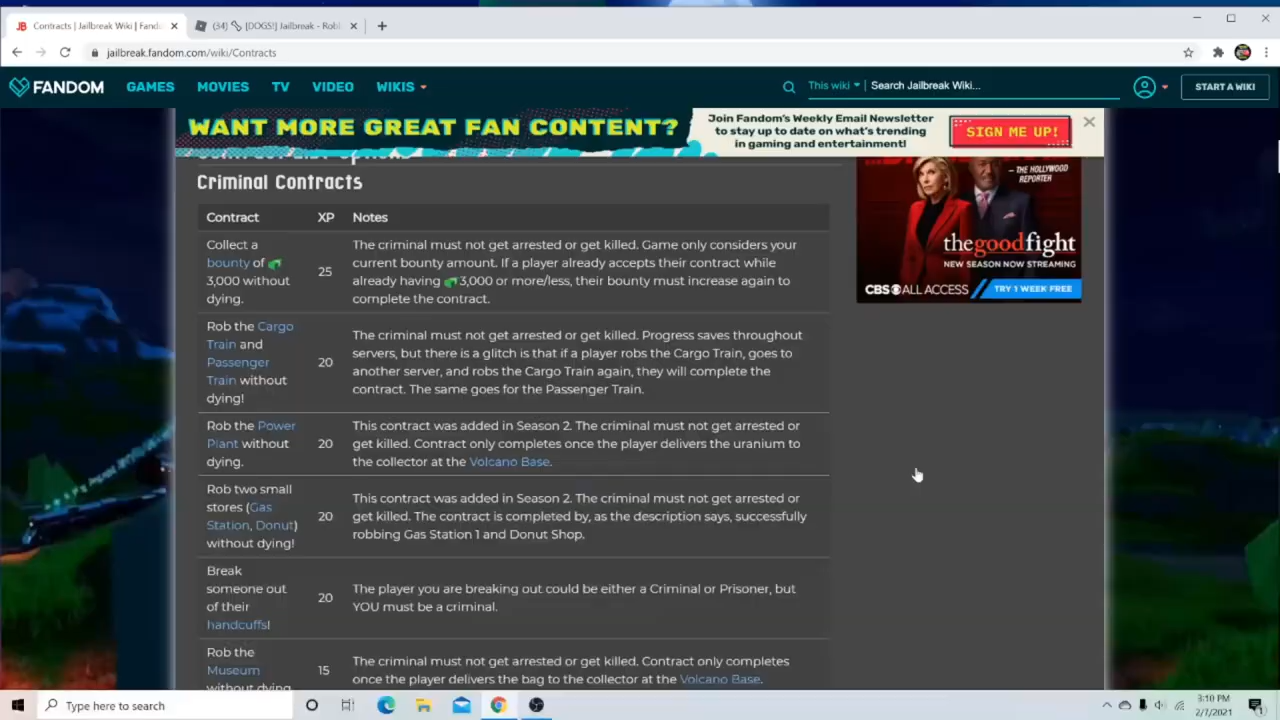 Contracts | Jailbreak Wiki | Fand
(34) [DOGS!] Jailbreak - Robl
jailbreak.fandom.com/wiki/Contracts
FANDOM
GAMES
MOVIES
TV
VIDEO
WIKIS
This wiki
Search Jailbreak Wiki...
START A WIKI
WANT MORE GREAT FAN CONTENT?
Join Fandom's Weekly Email Newsletter
to stay up to date on what's trending
in gaming and entertainment!
SIGN ME UP!
Criminal Contracts
Contract XP Notes
Collect a
bounty of
3,000 without
dying.
25
The criminal must not get arrested or get killed. Game only considers your
current bounty amount. If a player already accepts their contract while
already having 3,000 or more/less, their bounty must increase again to
complete the contract.
Rob the Cargo
Train and
Passenger
Train without
dying!
20
The criminal must not get arrested or get killed. Progress saves throughout
servers, but there is a glitch is that if a player robs the Cargo Train, goes to
another server, and robs the Cargo Train again, they will complete the
contract. The same goes for the Passenger Train.
Rob the Power
Plant without
dying.
20
This contract was added in Season 2. The criminal must not get arrested or
get killed. Contract only completes once the player delivers the uranium to
the collector at the Volcano Base.
Rob two small
stores (Gas
Station, Donut)
without dying!
20
This contract was added in Season 2. The criminal must not get arrested or
get killed. The contract is completed by, as the description says, successfully
robbing Gas Station 1 and Donut Shop.
Break
someone out
of their
handcuffs!
20
The player you are breaking out could be either a Criminal or Prisoner, but
YOU must be a criminal.
Rob the
Museum
without dying
15
The criminal must not get arrested or get killed. Contract only completes
once the player delivers the bag to the collector at the Volcano Base.
— THE HOLLYWOOD
REPORTER
thegoodfight
NEW SEASON NOW STREAMING
CBS ALL ACCESS
TRY 1 WEEK FREE
Type here to search
3:10 PM
2/7/2021